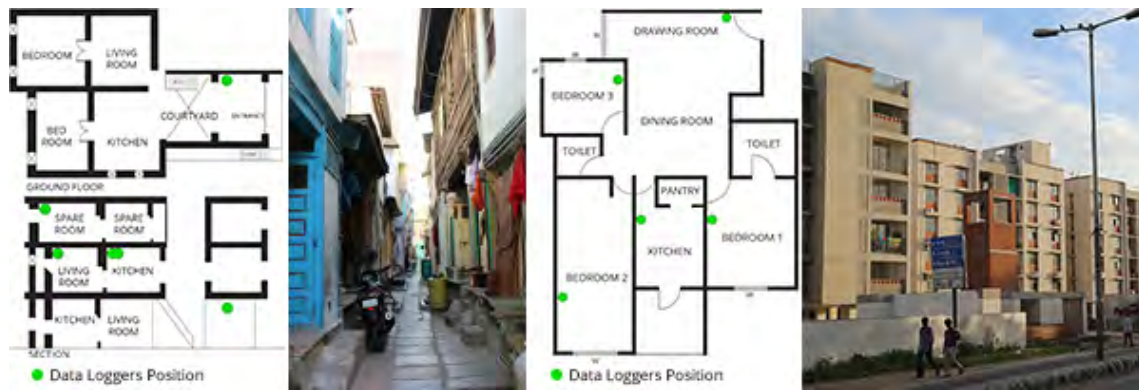 BEDROOM
LIVING
ROOM
BED
ROOM
KITCHEN
COURTYARD
ENTRANCE
GROUND FLOOR
SPARE
ROOM
SPARE
ROOM
LIVING
ROOM
KITCHEN
KITCHEN
LIVING
ROOM
SECTION
Data Loggers Position
DRAWING ROOM
BEDROOM 3
DINING ROOM
TOILET
TOILET
PANTRY
KITCHEN
BEDROOM 1
BEDROOM 2
W
Data Loggers Position